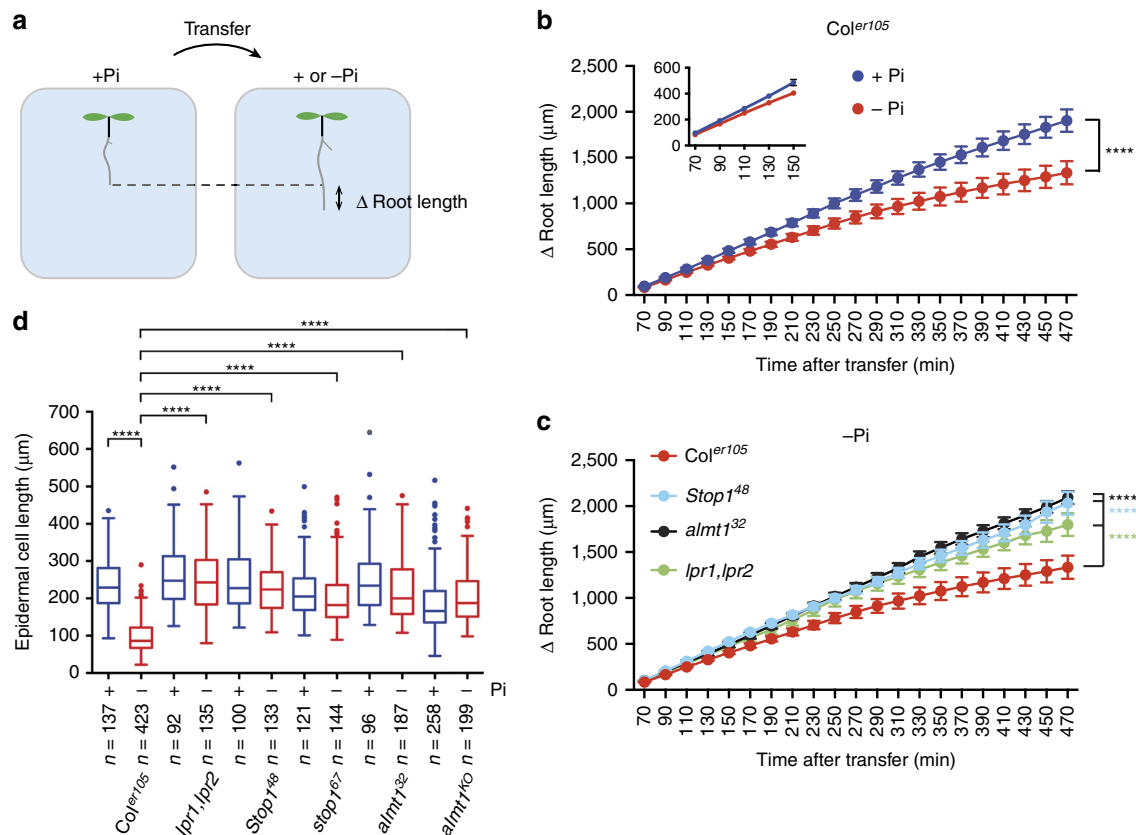 a
Transfer
+Pi
+ or –Pi
Δ Root length
b
Col^er105
Δ Root length (μm)
2,500
2,000
1,500
1,000
500
0
600
400
200
0
70 90 110 130 150
+ Pi
– Pi
****
70 90 110 130 150 170 190 210 230 250 270 290 310 330 350 370 390 410 430 450 470
Time after transfer (min)
d
****
****
****
****
****
****
Epidermal cell length (μm)
700
600
500
400
300
200
100
0
+ – + – + – + – + – + – Pi
n = 137 n = 423 n = 92 n = 135 n = 100 n = 133 n = 121 n = 144 n = 96 n = 187 n = 258 n = 199
Col^er105 lpr1,lpr2 Stop1^48 stop1^67 almt1^32 almt1^KO
c
–Pi
Δ Root length (μm)
2,500
2,000
1,500
1,000
500
0
Col^er105
Stop1^48
almt1^32
lpr1,lpr2
****
****
****
70 90 110 130 150 170 190 210 230 250 270 290 310 330 350 370 390 410 430 450 470
Time after transfer (min)